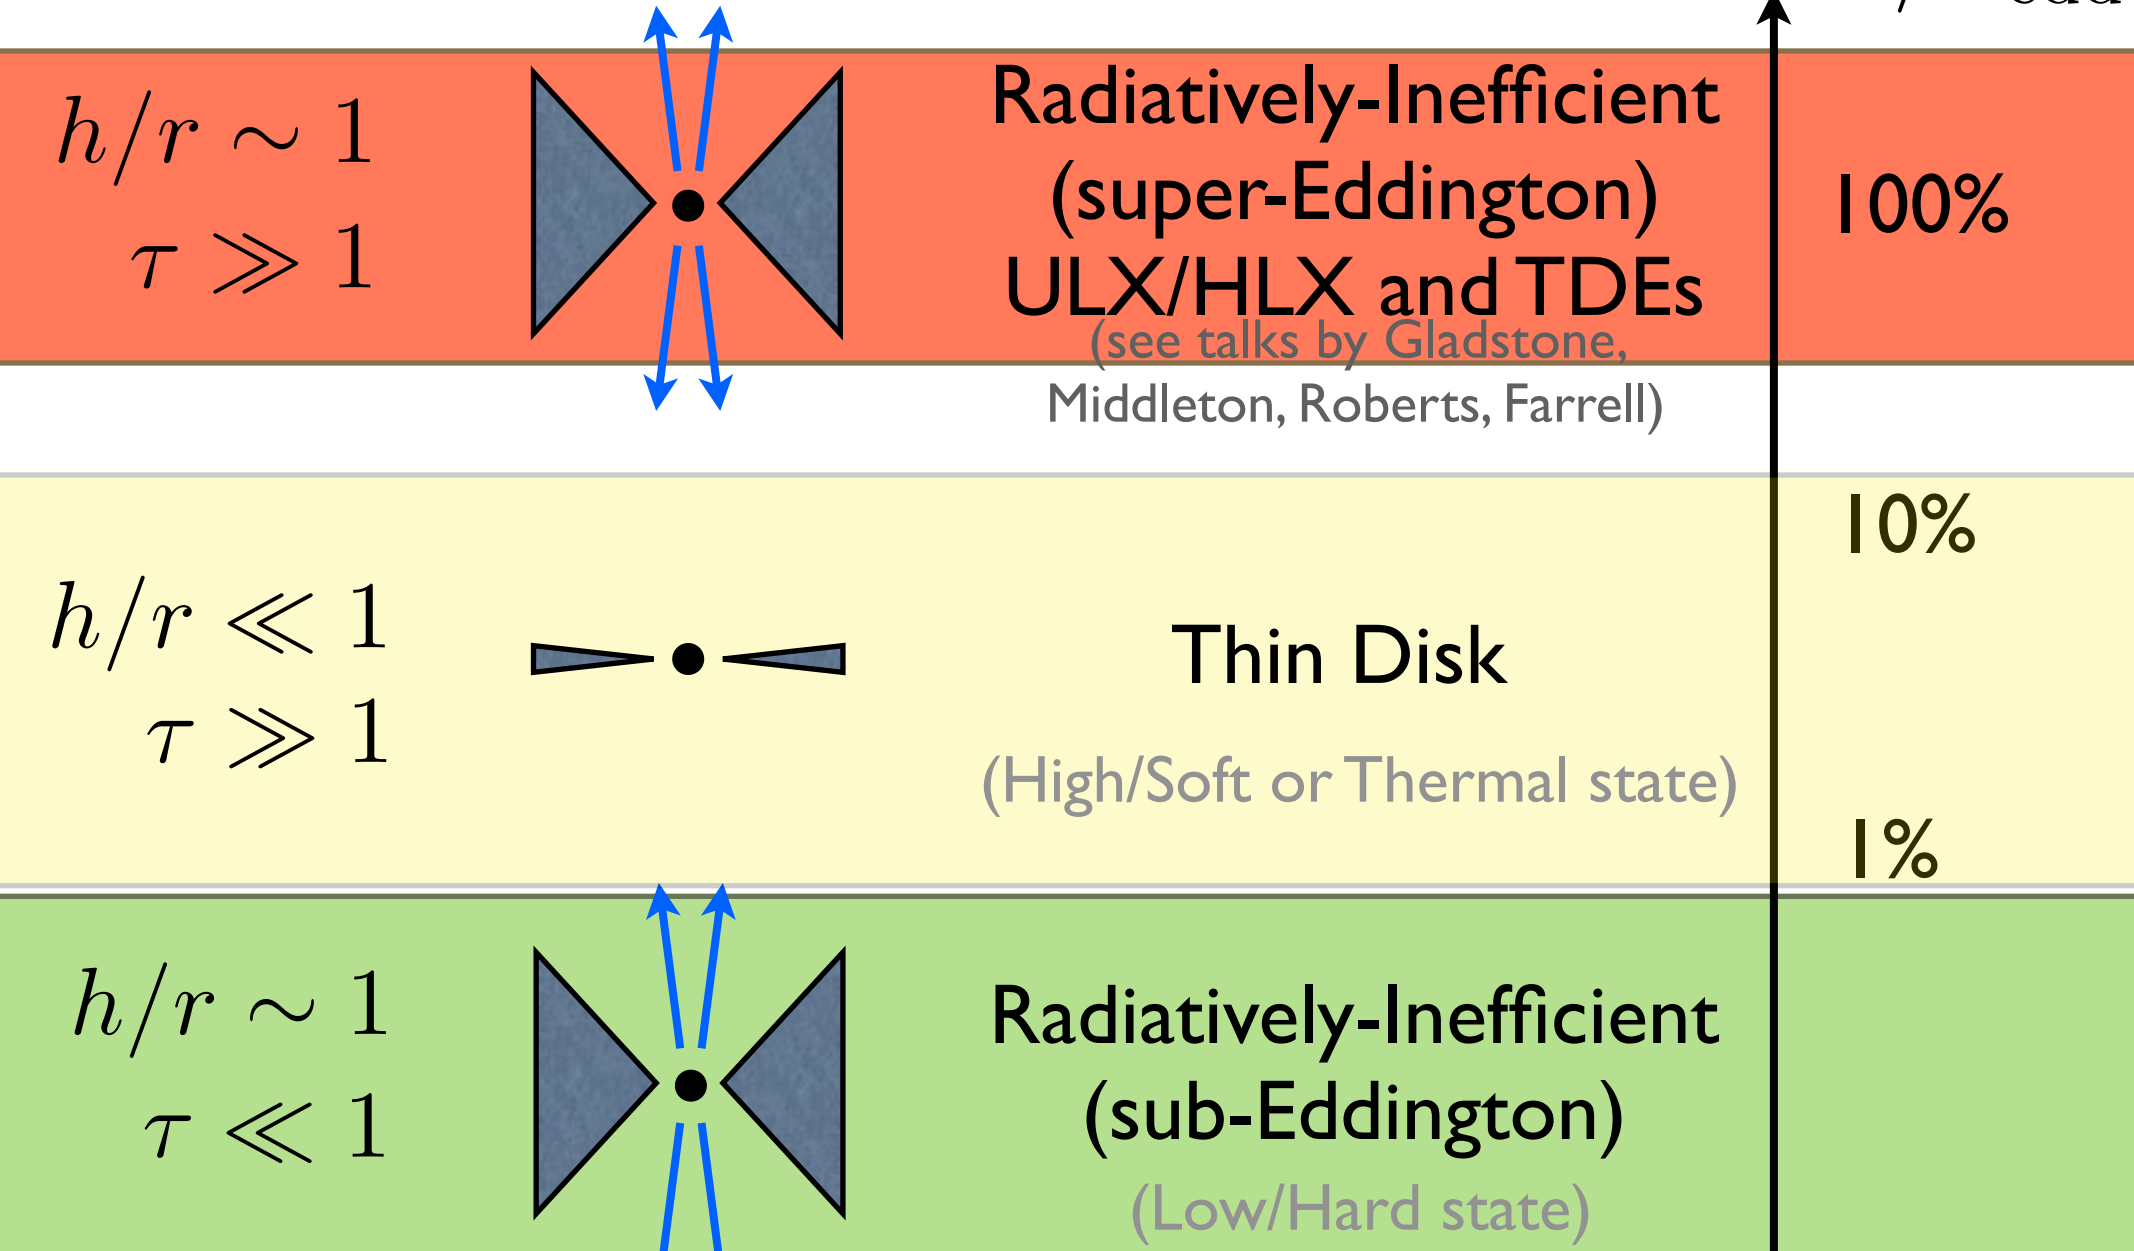 h/r ∼ 1
τ ≫ 1
Radiatively-Inefficient
(super-Eddington)
ULX/HLX and TDEs
(see talks by Gladstone,
Middleton, Roberts, Farrell)
100%
10%
h/r ≪ 1
τ ≫ 1
Thin Disk
(High/Soft or Thermal state)
1%
h/r ∼ 1
τ ≪ 1
Radiatively-Inefficient
(sub-Eddington)
(Low/Hard state)